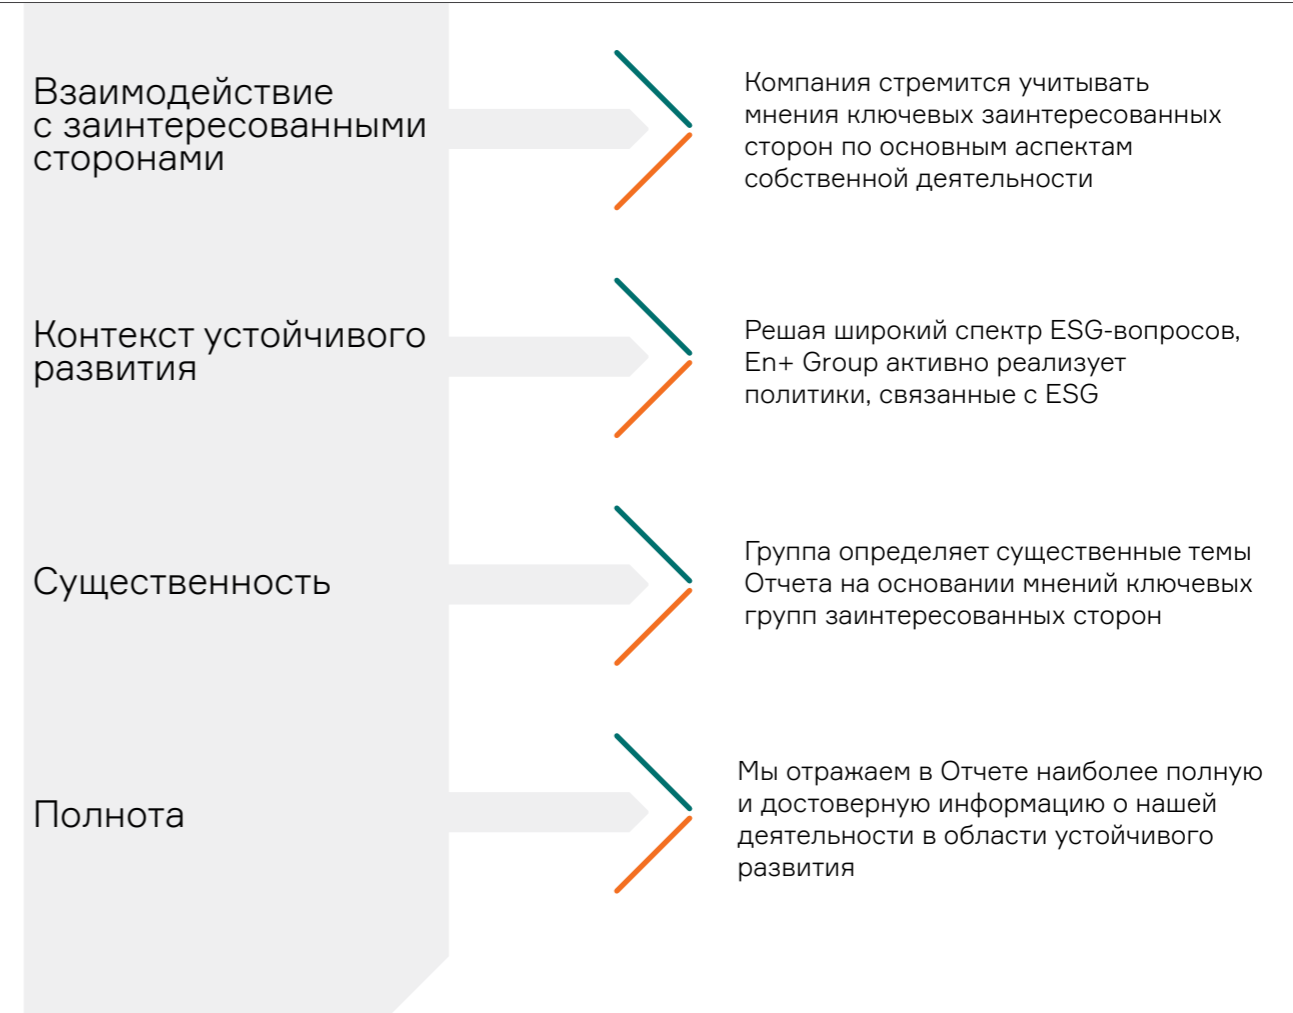 Взаимодействие
с заинтересованными
сторонами
Компания стремится учитывать
мнения ключевых заинтересованных
сторон по основным аспектам
собственной деятельности
Контекст устойчивого
развития
Решая широкий спектр ESG-вопросов,
En+ Group активно реализует
политики, связанные с ESG
Существенность
Группа определяет существенные темы
Отчета на основании мнений ключевых
групп заинтересованных сторон
Полнота
Мы отражаем в Отчете наиболее полную
и достоверную информацию о нашей
деятельности в области устойчивого
развития